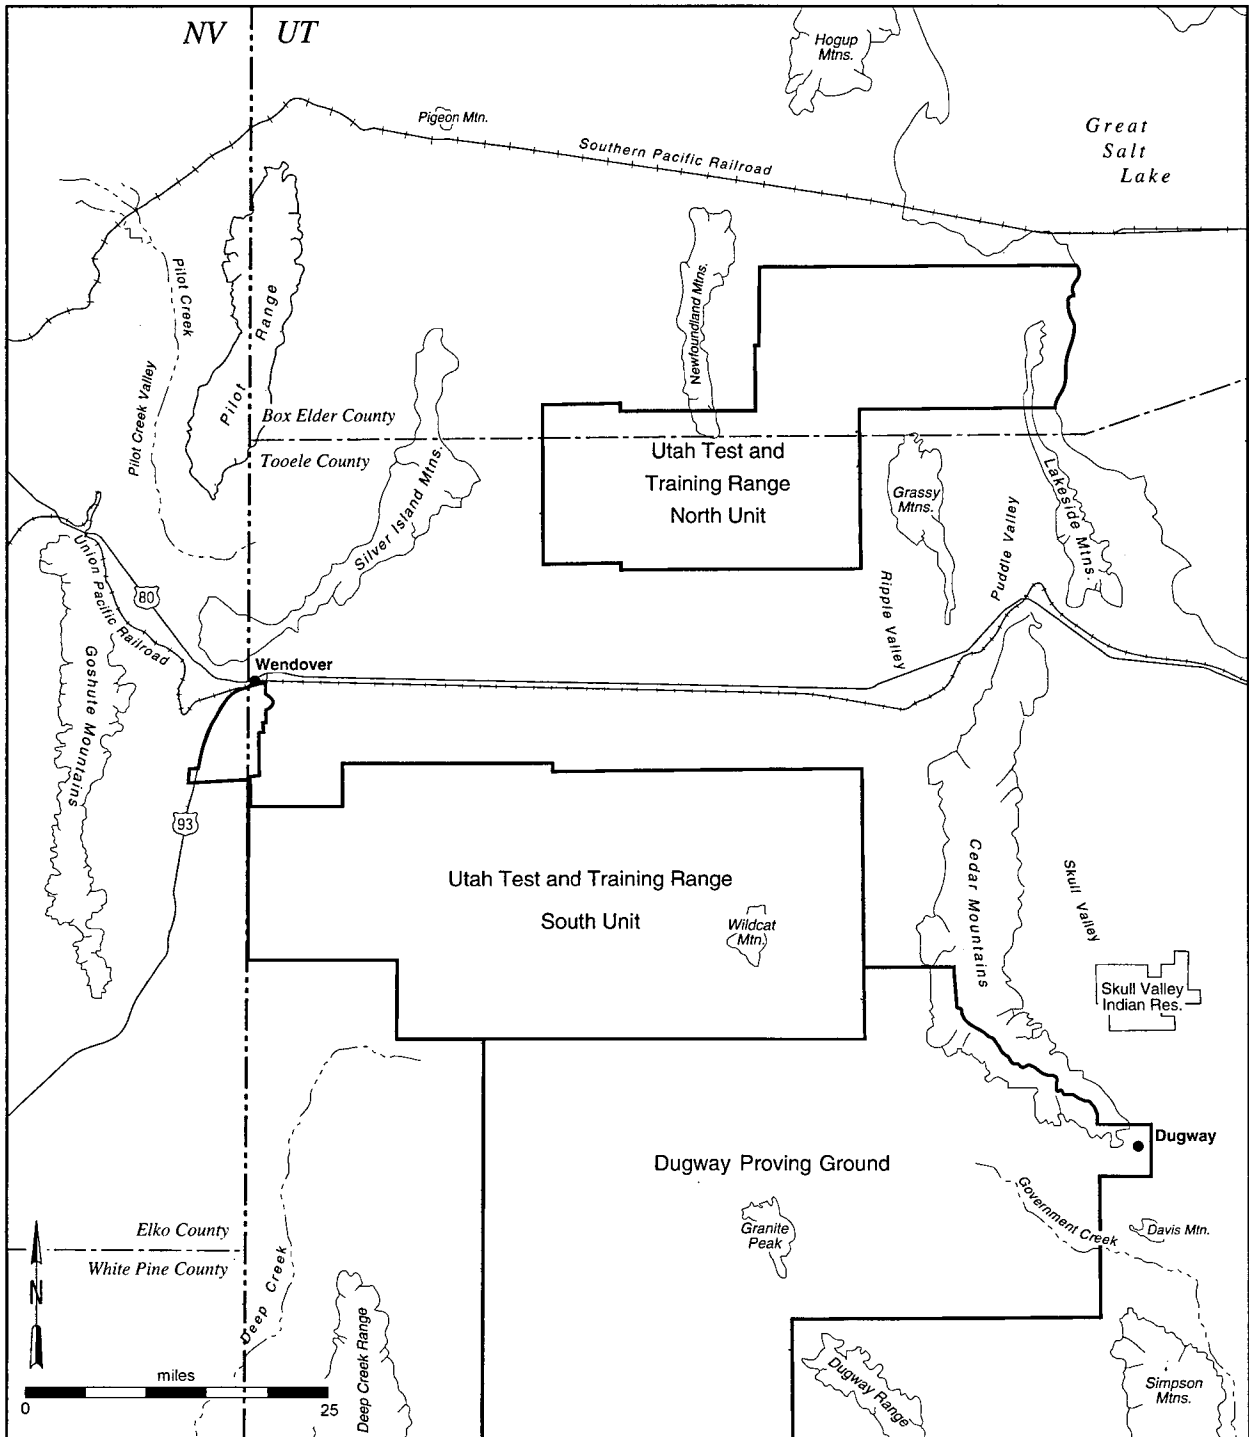 NV
UT
Hogup
Mtns.
Pigeon Mtn.
Great
Salt
Lake
Southern Pacific Railroad
Pilot Creek
Pilot Range
Newfoundland Mtns.
Pilot Creek Valley
Box Elder County
Tooele County
Silver Island Mtns.
Utah Test and
Training Range
North Unit
Grassy
Mtns.
Lakeside Mtns.
Puddle Valley
Ripple Valley
Union Pacific Railroad
80
Goshute Mountains
Wendover
93
Utah Test and Training Range
South Unit
Wildcat
Mtn.
Cedar Mountains
Skull Valley
Skull Valley
Indian Res.
Dugway
Dugway Proving Ground
Government Creek
Davis Mtn.
Granite
Peak
Elko County
White Pine County
Deep Creek
Deep Creek Range
Dugway Range
Simpson
Mtns.
N
miles
0
25